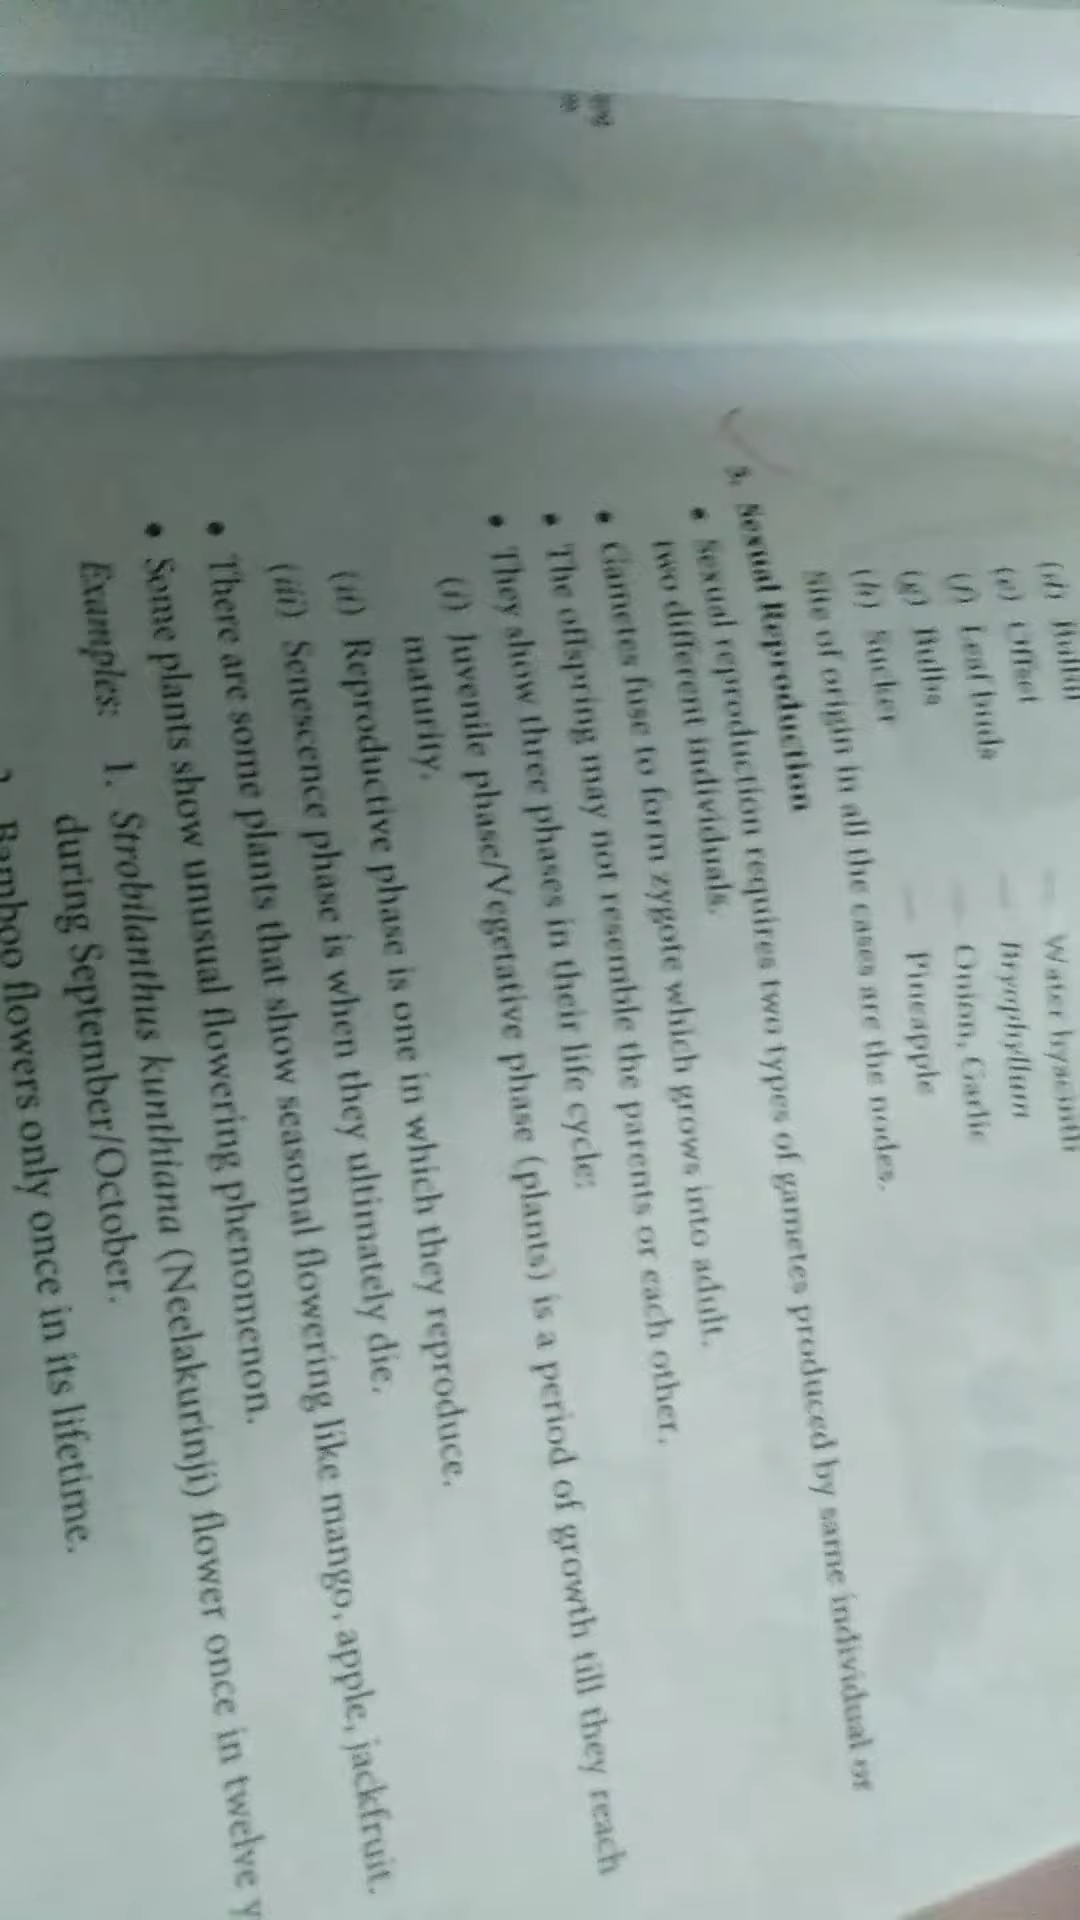 (d) Bulbil — Water hyacinth
(e) Offset — Bryophyllum
(f) Leaf buds — Onion, Garlic
(g) Bulbs — Pineapple
(h) Sucker
Site of origin in all the cases are the nodes.
3. Sexual Reproduction
• Sexual reproduction requires two types of gametes produced by same individual or
two different individuals.
• Gametes fuse to form zygote which grows into adult.
• The offspring may not resemble the parents or each other.
• They show three phases in their life cycle:
(i) Juvenile phase/Vegetative phase (plants) is a period of growth till they reach
maturity.
(ii) Reproductive phase is one in which they reproduce.
(iii) Senescence phase is when they ultimately die.
• There are some plants that show seasonal flowering like mango, apple, jackfruit.
• Some plants show unusual flowering phenomenon.
Examples: 1. Strobilanthus kunthiana (Neelakurinji) flower once in twelve y
during September/October.
2. Bamboo flowers only once in its lifetime.